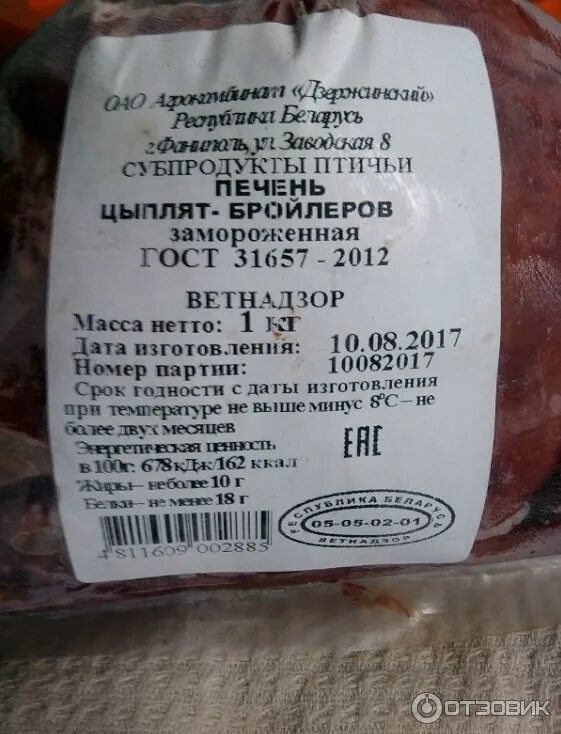 ОАО Агрокомбинат «Дзержинский»
Республика Беларусь
г.Фаниполь, ул. Заводская 8
СУБПРОДУКТЫ ПТИЧЬИ
ПЕЧЕНЬ
ЦЫПЛЯТ- БРОЙЛЕРОВ
замороженная
ГОСТ 31657 - 2012
ВЕТНАДЗОР
Масса нетто: 1 кг
Дата изготовления: 10.08.2017
Номер партии: 10082017
Срок годности с даты изготовления
при температуре не выше минус 8°С – не
более двух месяцев
Энергетическая ценность
в 100г: 678 кДж/162 ккал
Жиры – не более 10 г
Белки – не менее 18 г
ЕАС
РЕСПУБЛИКА БЕЛАРУСЬ
05-05-02-01
ВЕТНАДЗОР
4 811609 002885
ОТЗОВИК